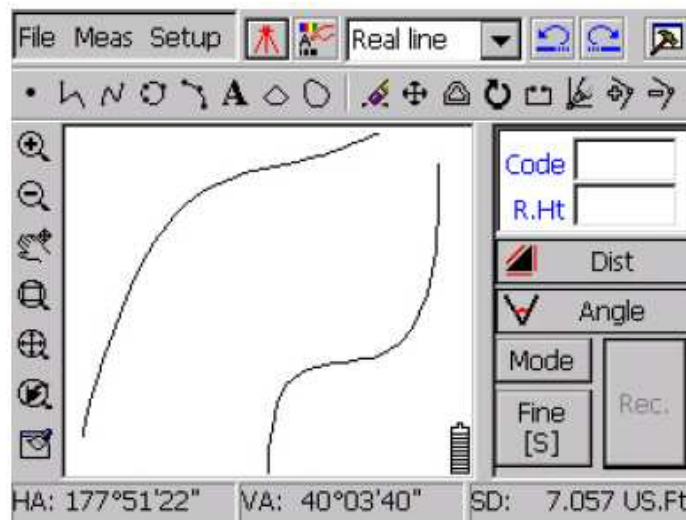 File Meas Setup Real line
A
Code
R.Ht
Dist
Angle
Mode
Rec.
Fine
[S]
HA: 177°51'22" VA: 40°03'40" SD: 7.057 US.Ft